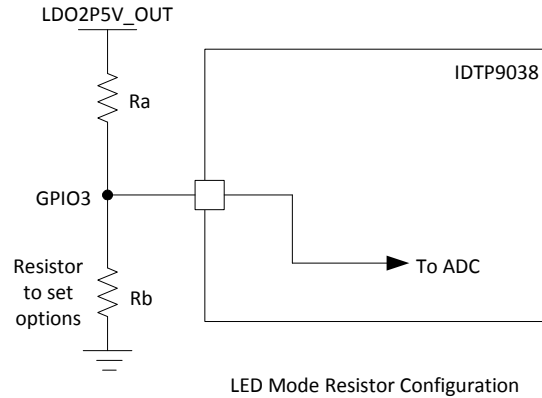 LDO2P5V_OUT
IDTP9038
Ra
GPIO3
To ADC
Resistor
to set
options
Rb
LED Mode Resistor Configuration